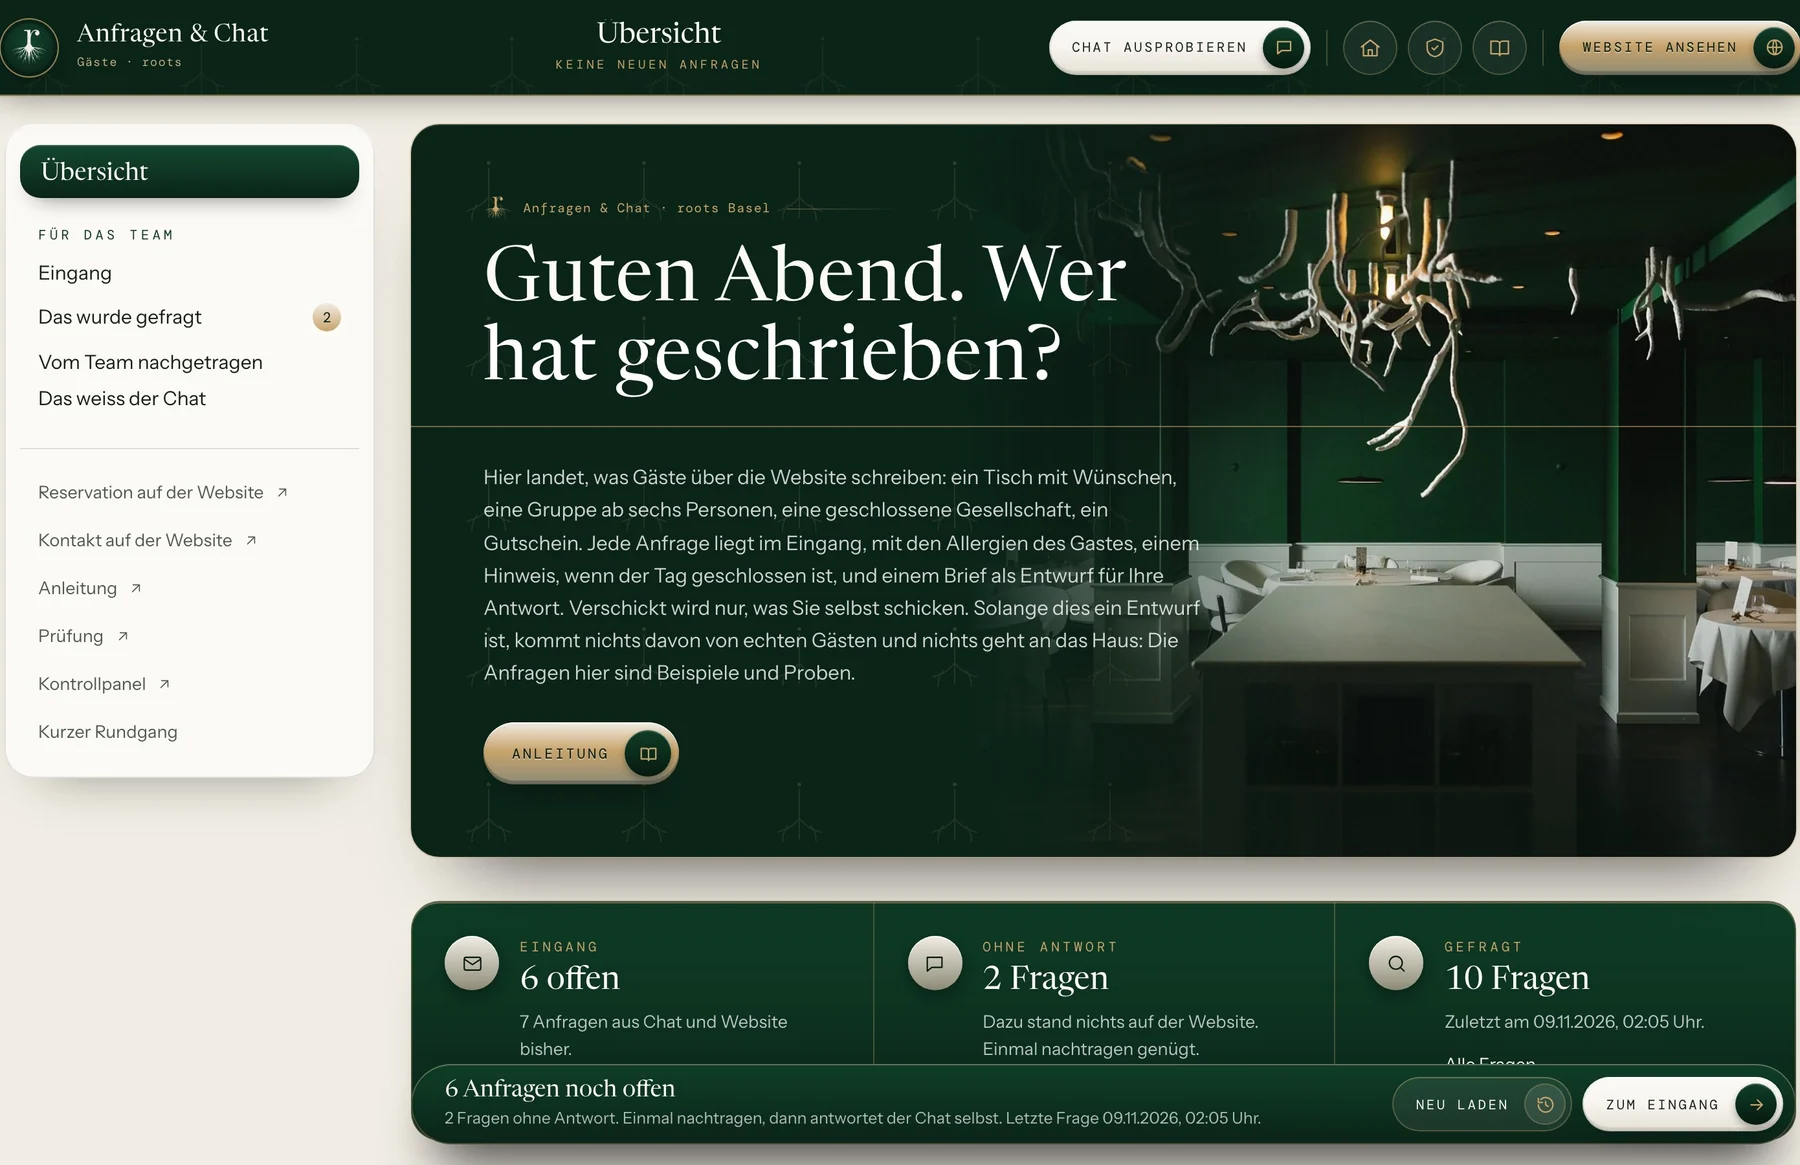 r
Anfragen & Chat
Gäste · roots
Übersicht
KEINE NEUEN ANFRAGEN
CHAT AUSPROBIEREN
WEBSITE ANSEHEN
Übersicht
FÜR DAS TEAM
Eingang
Das wurde gefragt
2
Vom Team nachgetragen
Das weiss der Chat
Reservation auf der Website
Kontakt auf der Website
Anleitung
Prüfung
Kontrollpanel
Kurzer Rundgang
r
Anfragen & Chat · roots Basel
Guten Abend. Wer
hat geschrieben?
Hier landet, was Gäste über die Website schreiben: ein Tisch mit Wünschen,
eine Gruppe ab sechs Personen, eine geschlossene Gesellschaft, ein
Gutschein. Jede Anfrage liegt im Eingang, mit den Allergien des Gastes, einem
Hinweis, wenn der Tag geschlossen ist, und einem Brief als Entwurf für Ihre
Antwort. Verschickt wird nur, was Sie selbst schicken. Solange dies ein Entwurf
ist, kommt nichts davon von echten Gästen und nichts geht an das Haus: Die
Anfragen hier sind Beispiele und Proben.
ANLEITUNG
EINGANG
6 offen
7 Anfragen aus Chat und Website
bisher.
OHNE ANTWORT
2 Fragen
Dazu stand nichts auf der Website.
Einmal nachtragen genügt.
GEFRAGT
10 Fragen
Zuletzt am 09.11.2026, 02:05 Uhr.
Alle Fragen
6 Anfragen noch offen
2 Fragen ohne Antwort. Einmal nachtragen, dann antwortet der Chat selbst. Letzte Frage 09.11.2026, 02:05 Uhr.
NEU LADEN
ZUM EINGANG